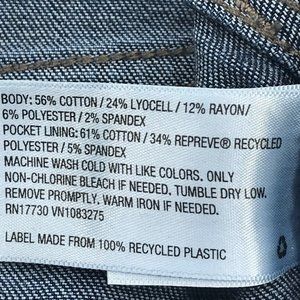 BODY: 56% COTTON / 24% LYOCELL / 12% RAYON/
6% POLYESTER / 2% SPANDEX
POCKET LINING: 61% COTTON / 34% REPREVE® RECYCLED
POLYESTER / 5% SPANDEX
MACHINE WASH COLD WITH LIKE COLORS. ONLY
NON-CHLORINE BLEACH IF NEEDED. TUMBLE DRY LOW.
REMOVE PROMPTLY. WARM IRON IF NEEDED.
RN17730 VN1083275
LABEL MADE FROM 100% RECYCLED PLASTIC